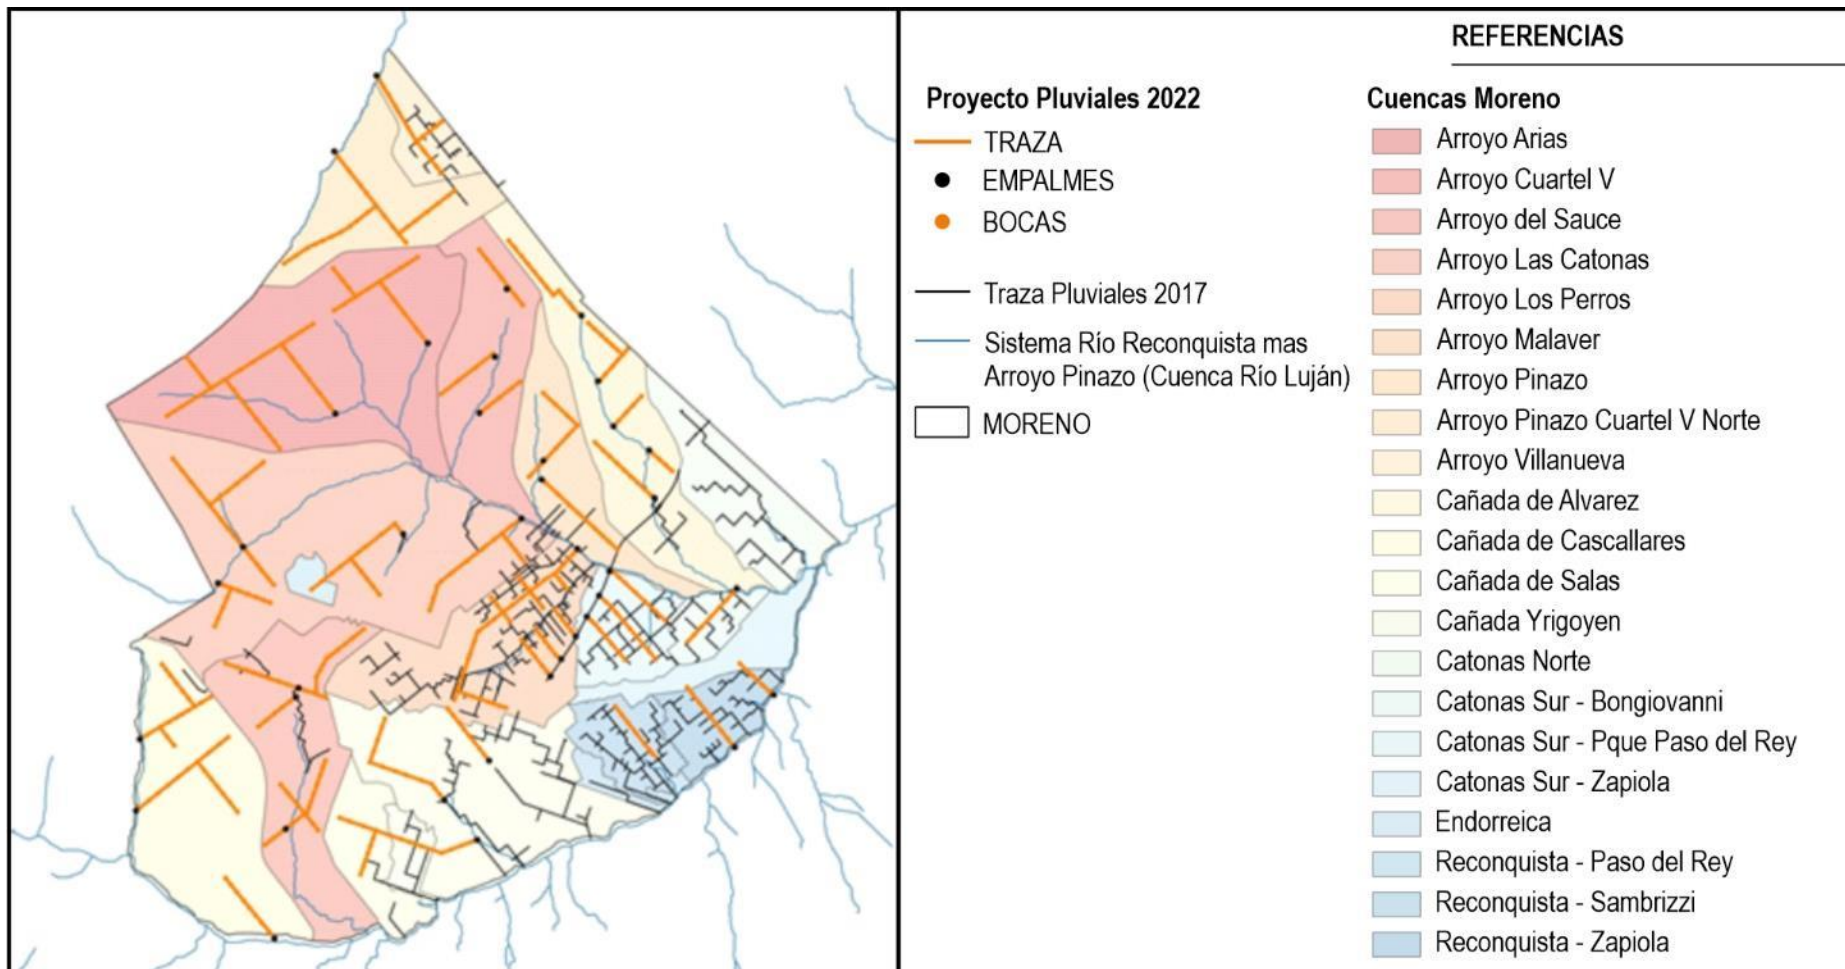 REFERENCIAS
Proyecto Pluviales 2022
TRAZA
EMPALMES
BOCAS
Traza Pluviales 2017
Sistema Río Reconquista mas
Arroyo Pinazo (Cuenca Río Luján)
MORENO
Cuencas Moreno
Arroyo Arias
Arroyo Cuartel V
Arroyo del Sauce
Arroyo Las Catonas
Arroyo Los Perros
Arroyo Malaver
Arroyo Pinazo
Arroyo Pinazo Cuartel V Norte
Arroyo Villanueva
Cañada de Alvarez
Cañada de Cascallares
Cañada de Salas
Cañada Yrigoyen
Catonas Norte
Catonas Sur - Bongiovanni
Catonas Sur - Pque Paso del Rey
Catonas Sur - Zapiola
Endorreica
Reconquista - Paso del Rey
Reconquista - Sambrizzi
Reconquista - Zapiola